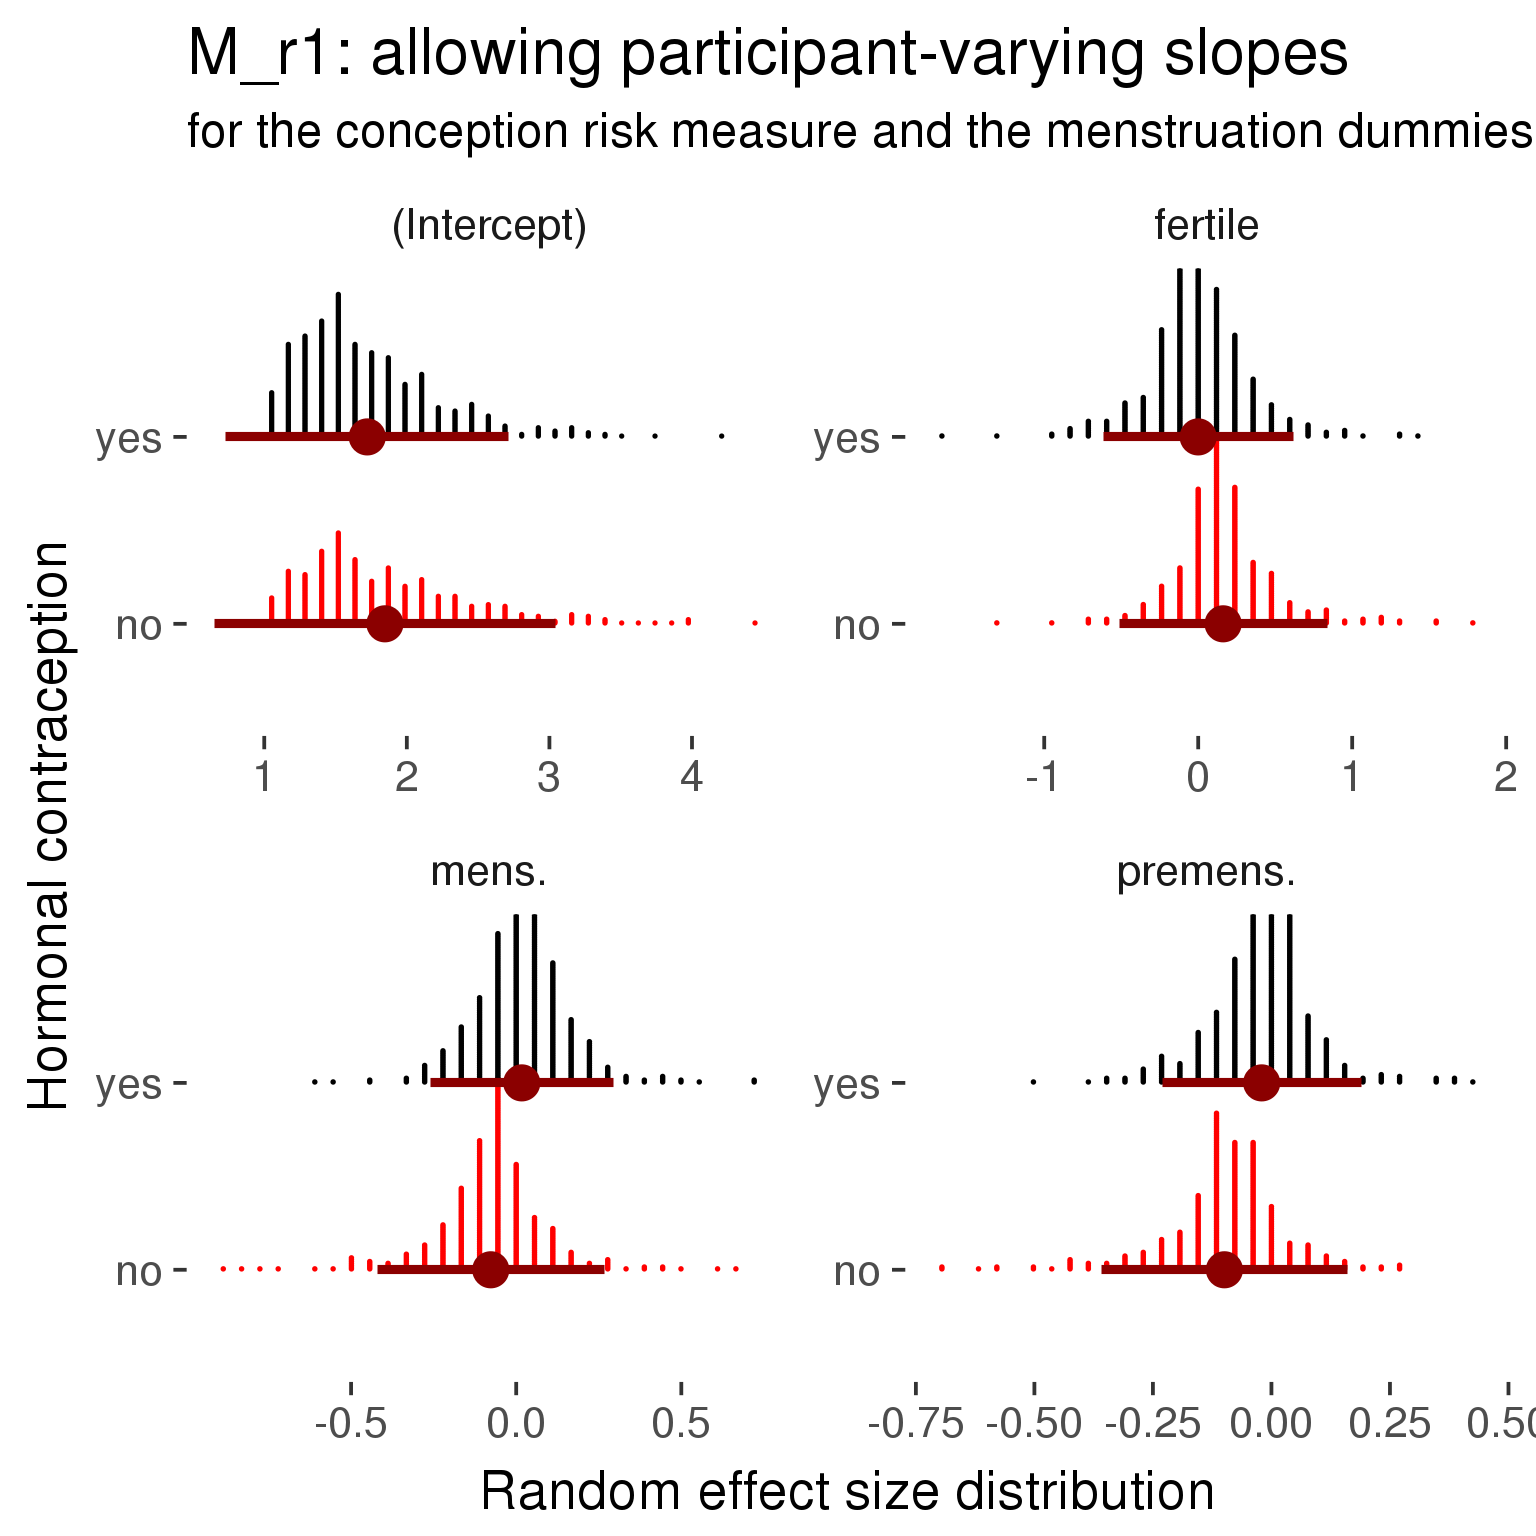 M_r1: allowing participant-varying slopes
for the conception risk measure and the menstruation dummies
(Intercept)
fertile
yes
no
yes
no
1 2 3 4
-1 0 1 2
Hormonal contraception
mens.
premens.
yes
no
yes
no
-0.5 0.0 0.5
-0.75 -0.50 -0.25 0.00 0.25 0.50
Random effect size distribution